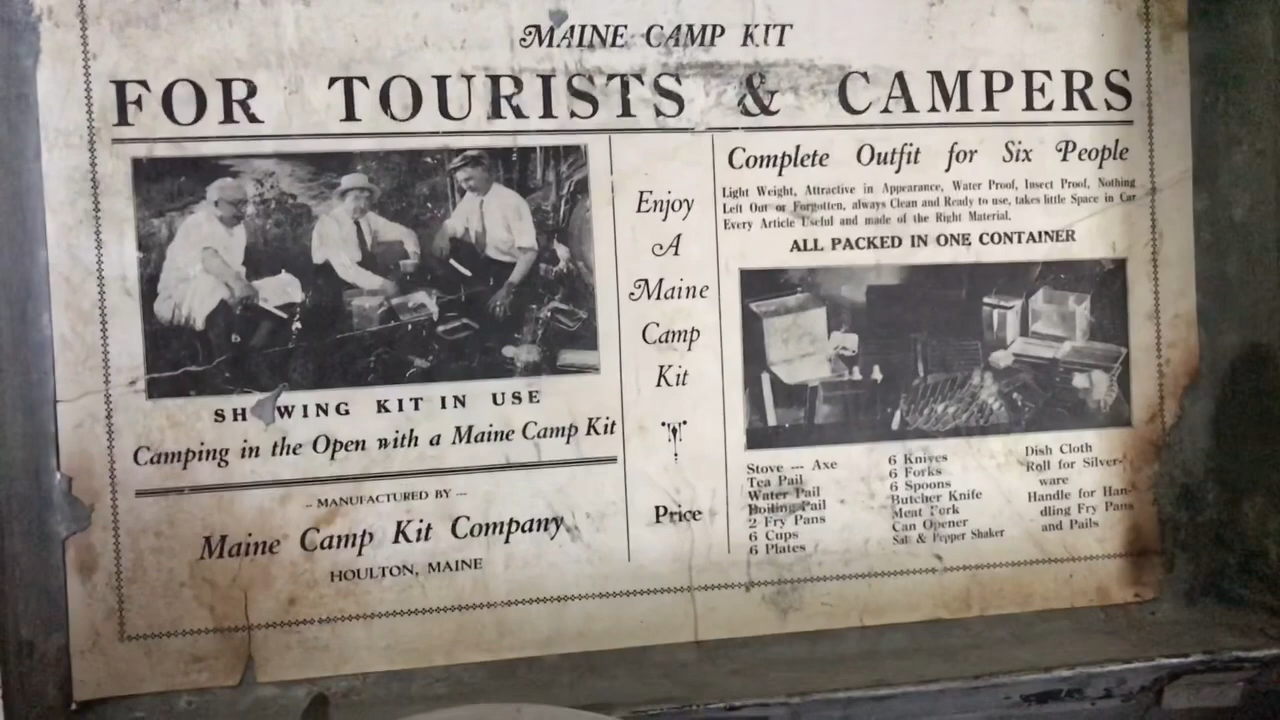 MAINE CAMP KIT
FOR TOURISTS & CAMPERS
SH WING KIT IN USE
Camping in the Open with a Maine Camp Kit
-- MANUFACTURED BY --
Maine Camp Kit Company
HOULTON, MAINE
Enjoy
A
Maine
Camp
Kit
Price
Complete Outfit for Six People
Light Weight, Attractive in Appearance, Water Proof, Insect Proof, Nothing
Left Out or Forgotten, always Clean and Ready to use, takes little Space in Car
Every Article Useful and made of the Right Material.
ALL PACKED IN ONE CONTAINER
Stove --- Axe
Tea Pail
Water Pail
Boiling Pail
2 Fry Pans
6 Cups
6 Plates
6 Knives
6 Forks
6 Spoons
Butcher Knife
Meat Fork
Can Opener
Salt & Pepper Shaker
Dish Cloth
Roll for Silver-
ware
Handle for Han-
dling Fry Pans
and Pails